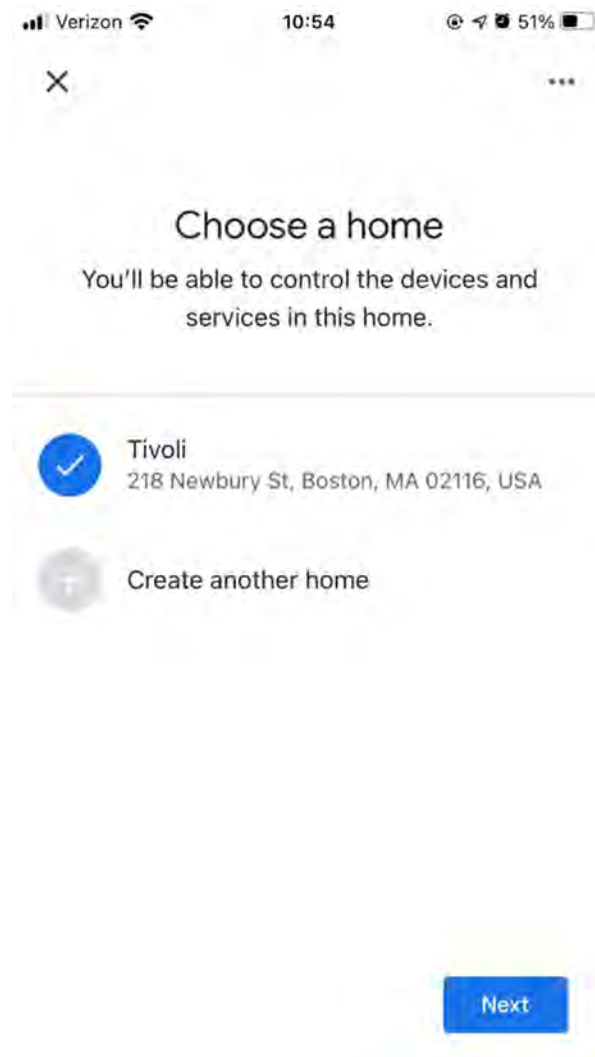 Verizon 10:54 51%
Choose a home
You'll be able to control the devices and
services in this home.
Tivoli
218 Newbury St, Boston, MA 02116, USA
Create another home
Next